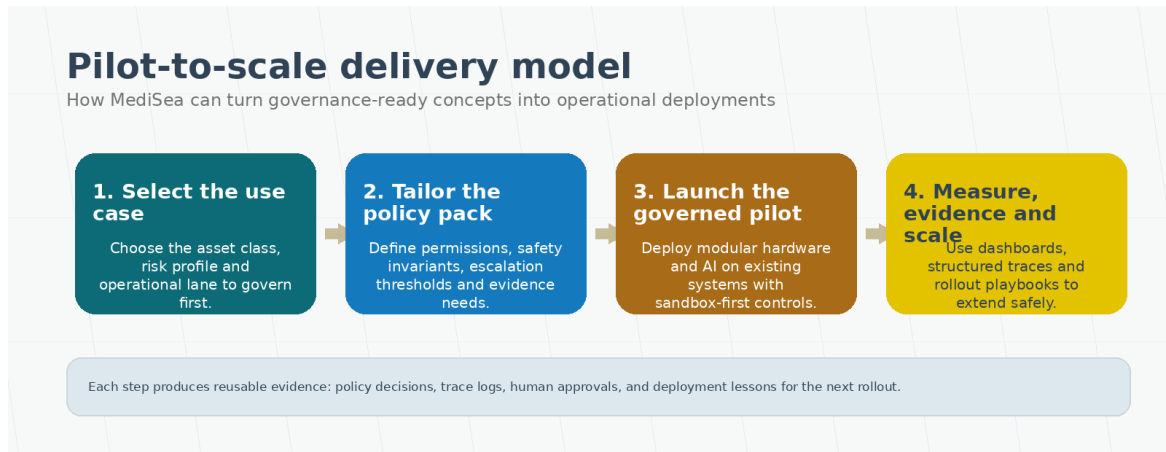 Pilot-to-scale delivery model
How MediSea can turn governance-ready concepts into operational deployments
1. Select the use
case
Choose the asset class,
risk profile and
operational lane to govern
first.
2. Tailor the
policy pack
Define permissions, safety
invariants, escalation
thresholds and evidence
needs.
3. Launch the
governed pilot
Deploy modular hardware
and AI on existing
systems with
sandbox-first controls.
4. Measure,
evidence and
scale
Use dashboards,
structured traces and
rollout playbooks to
extend safely.
Each step produces reusable evidence: policy decisions, trace logs, human approvals, and deployment lessons for the next rollout.